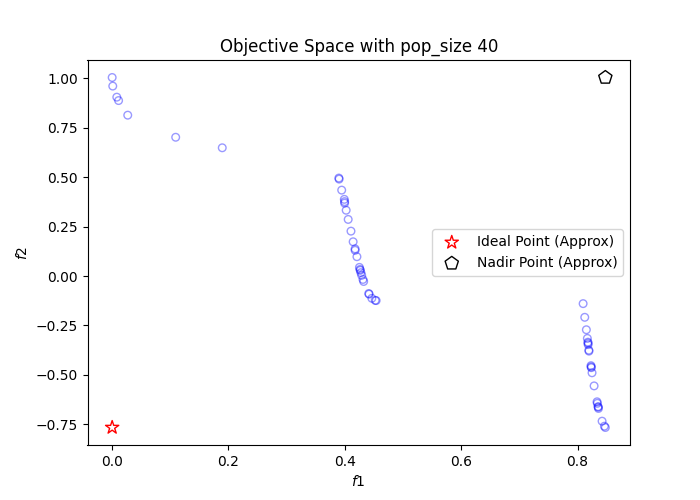 Objective Space with pop_size 40
1.00
0.75
0.50
0.25
0.00
−0.25
−0.50
−0.75
f2
Ideal Point (Approx)
Nadir Point (Approx)
0.0 0.2 0.4 0.6 0.8
f1